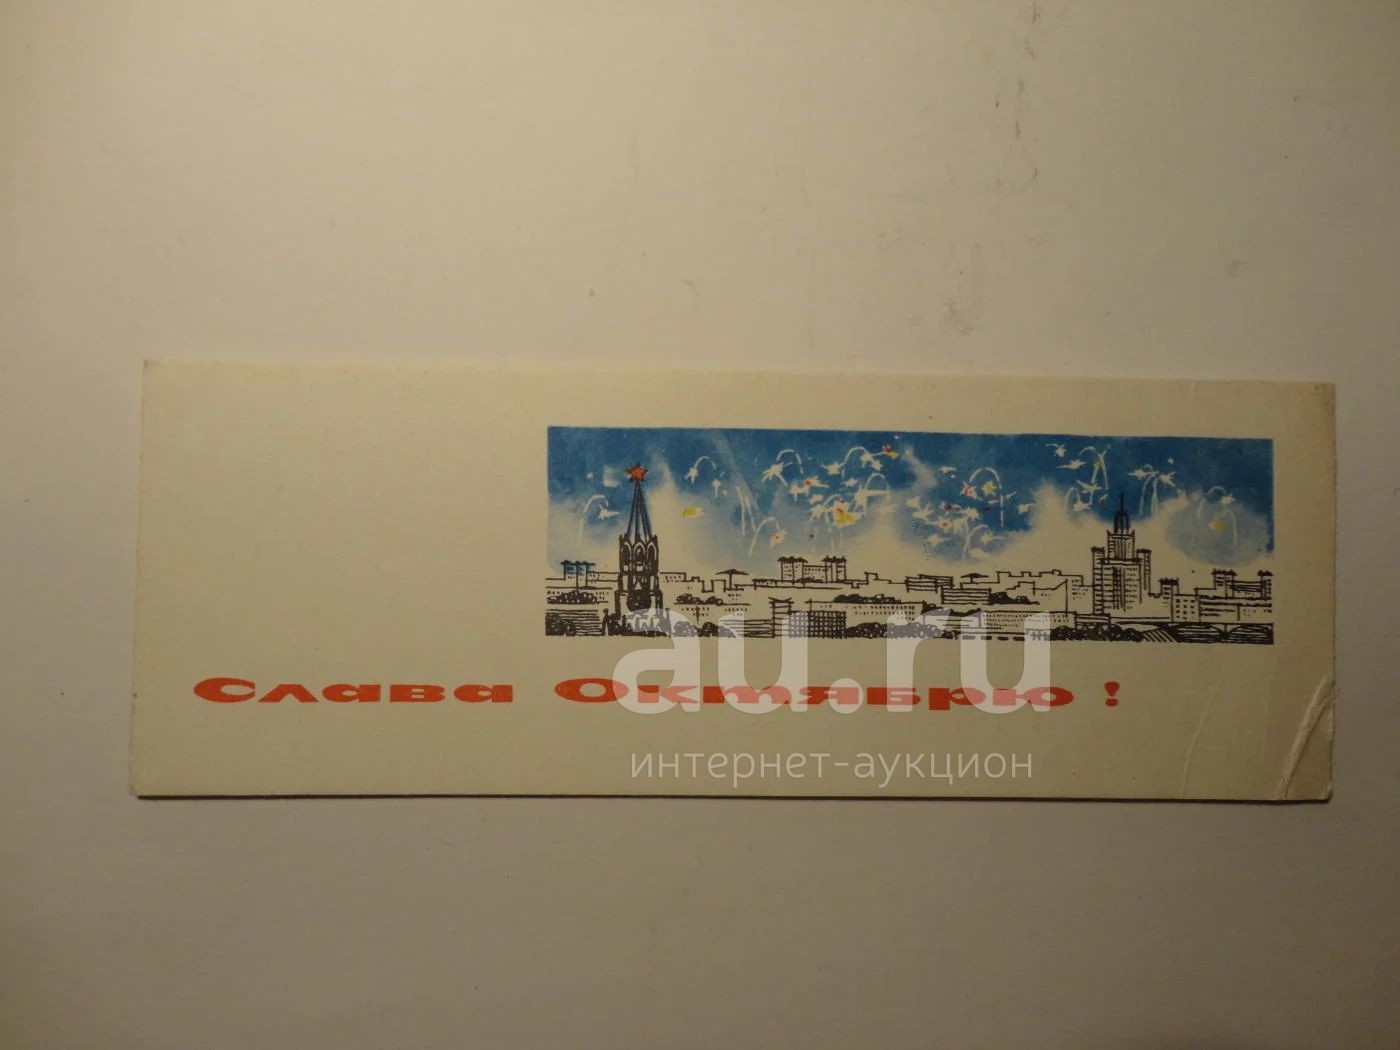 Слава Октябрю !
au.ru
интернет-аукцион